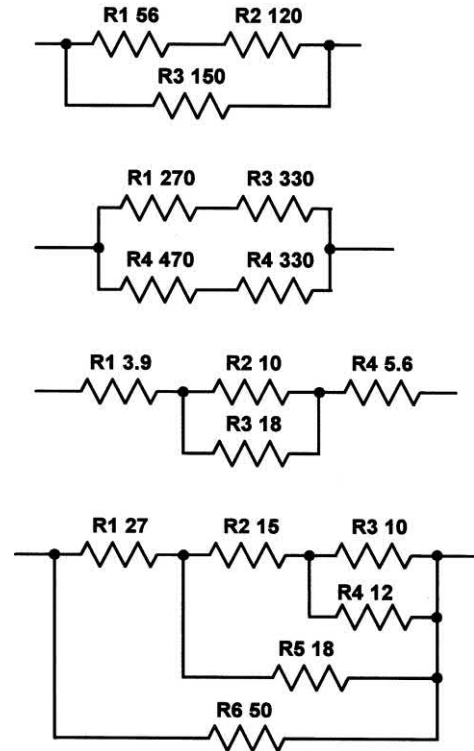 R1 56 R2 120
R3 150
R1 270 R3 330
R4 470 R4 330
R1 3.9 R2 10 R4 5.6
R3 18
R1 27 R2 15 R3 10
R4 12
R5 18
R6 50